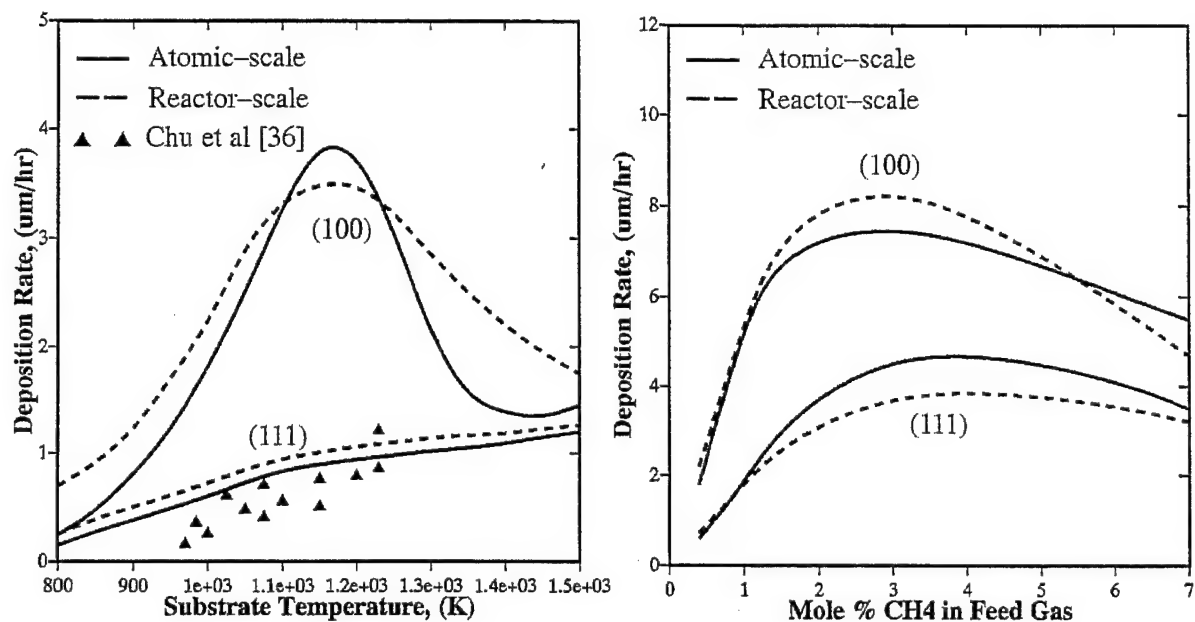 5
4
3
2
1
0
Atomic–scale
Reactor–scale
Chu et al [36]
(100)
(111)
Deposition Rate, (um/hr)
800 900 1e+03 1.1e+03 1.2e+03 1.3e+03 1.4e+03 1.5e+03
Substrate Temperature, (K)
12
10
8
6
4
2
0
Atomic–scale
Reactor–scale
(100)
(111)
Deposition Rate, (um/hr)
0 1 2 3 4 5 6 7
Mole % CH4 in Feed Gas